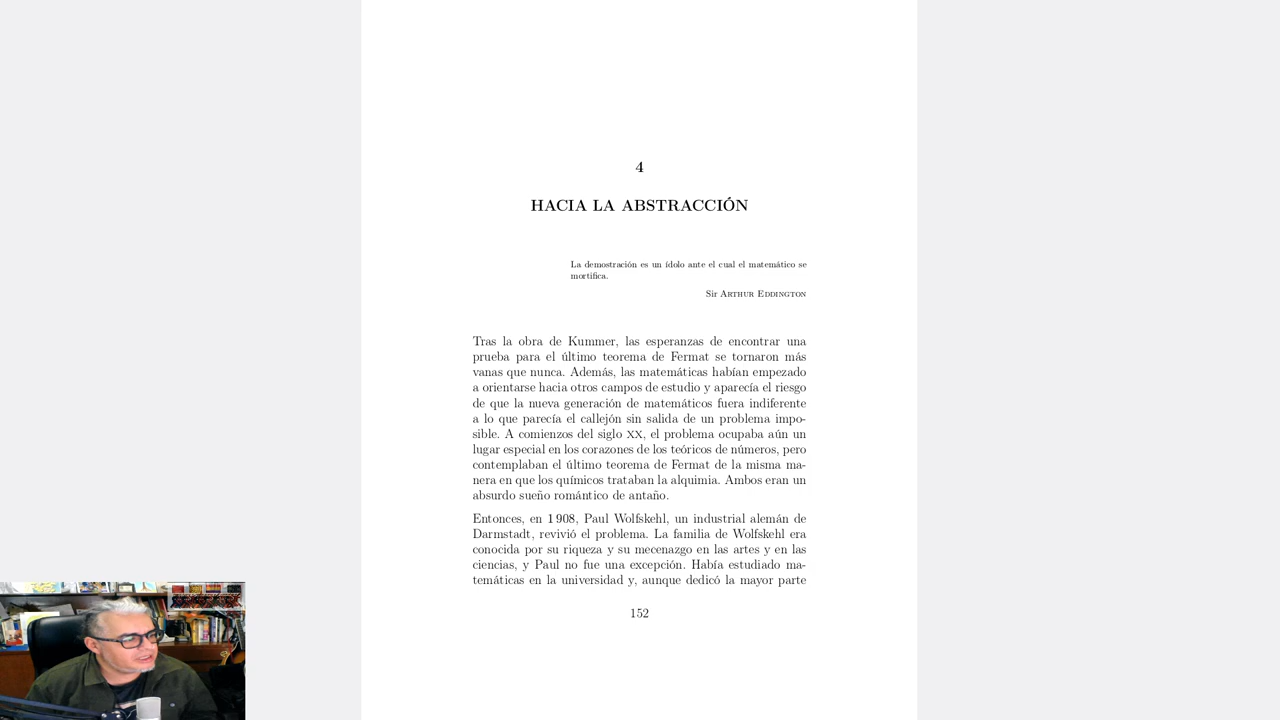 4
HACIA LA ABSTRACCIÓN
La demostración es un ídolo ante el cual el matemático se
mortifica.
Sir ARTHUR EDDINGTON
Tras la obra de Kummer, las esperanzas de encontrar una
prueba para el último teorema de Fermat se tornaron más
vanas que nunca. Además, las matemáticas habían empezado
a orientarse hacia otros campos de estudio y aparecía el riesgo
de que la nueva generación de matemáticos fuera indiferente
a lo que parecía el callejón sin salida de un problema impo-
sible. A comienzos del siglo XX, el problema ocupaba aún un
lugar especial en los corazones de los teóricos de números, pero
contemplaban el último teorema de Fermat de la misma ma-
nera en que los químicos trataban la alquimia. Ambos eran un
absurdo sueño romántico de antaño.
Entonces, en 1 908, Paul Wolfskehl, un industrial alemán de
Darmstadt, revivió el problema. La familia de Wolfskehl era
conocida por su riqueza y su mecenazgo en las artes y en las
ciencias, y Paul no fue una excepción. Había estudiado ma-
temáticas en la universidad y, aunque dedicó la mayor parte
152